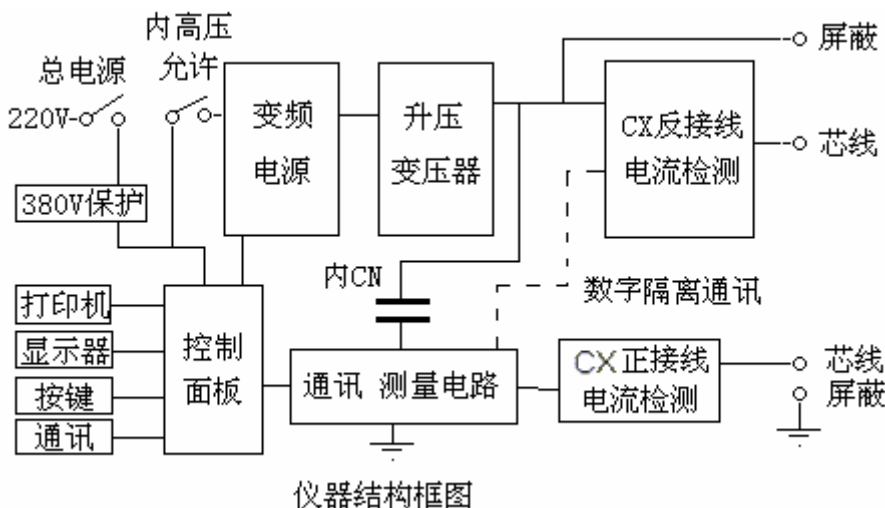 内高压
允许
总电源
220V
380V保护
变频
电源
升压
变压器
CX反接线
电流检测
屏蔽
芯线
内CN
数字隔离通讯
打印机
显示器
按键
通讯
控制
面板
通讯 测量电路
CX正接线
电流检测
芯线
屏蔽
仪器结构框图